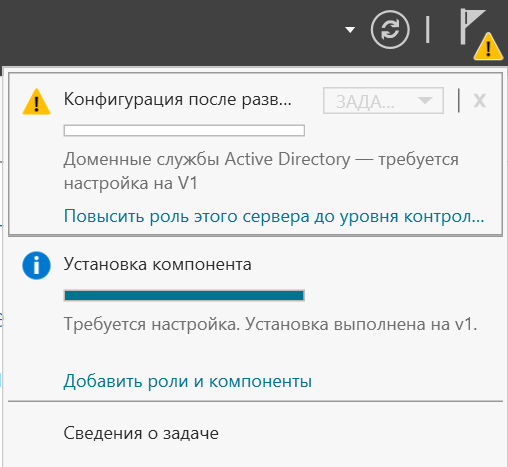 Конфигурация после разв...
ЗАДА...
X
Доменные службы Active Directory — требуется
настройка на V1
Повысить роль этого сервера до уровня контрол...
Установка компонента
Требуется настройка. Установка выполнена на v1.
Добавить роли и компоненты
Сведения о задаче